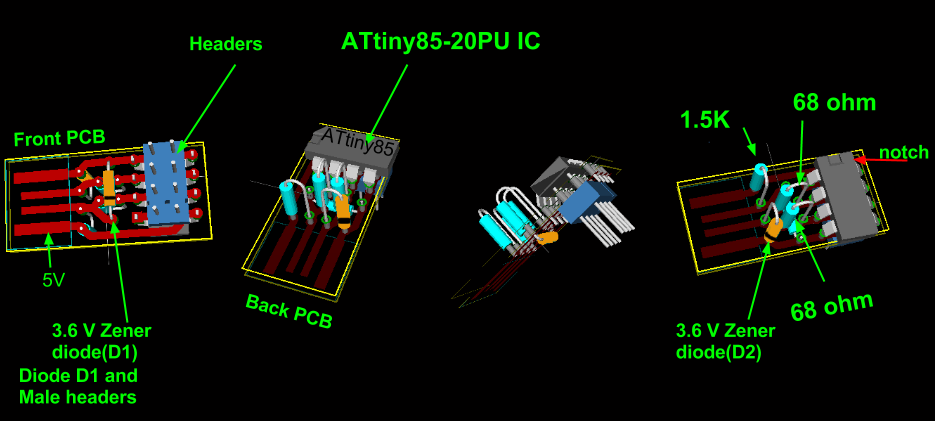 Headers
ATtiny85-20PU IC
Front PCB
5V
3.6 V Zener
diode(D1)
Diode D1 and
Male headers
ATtiny85
Back PCB
1.5K
68 ohm
notch
68 ohm
3.6 V Zener
diode(D2)